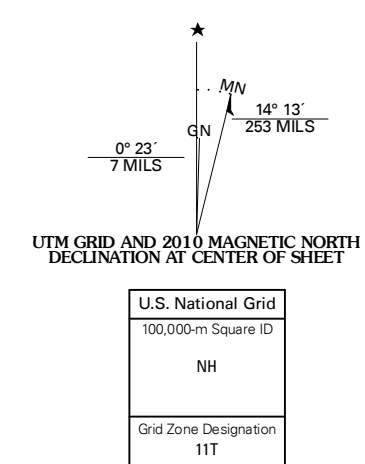 ★
MN
GN
14° 13´
253 MILS
0° 23´
7 MILS
UTM GRID AND 2010 MAGNETIC NORTH
DECLINATION AT CENTER OF SHEET
U.S. National Grid
100,000-m Square ID
NH
Grid Zone Designation
11T